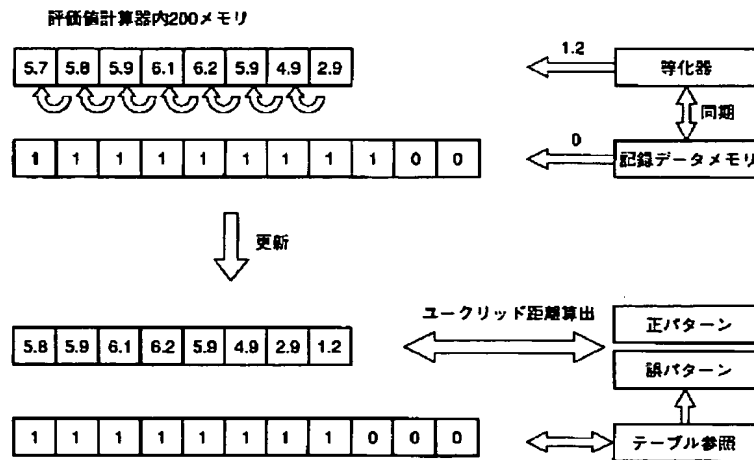 評価値計算器内200メモリ
5.7 5.8 5.9 6.1 6.2 5.9 4.9 2.9
1.2
等化器
同期
1 1 1 1 1 1 1 1 1 0 0
0
記録データメモリ
更新
ユークリッド距離算出
正パターン
5.8 5.9 6.1 6.2 5.9 4.9 2.9 1.2
誤パターン
1 1 1 1 1 1 1 1 0 0 0
テーブル参照